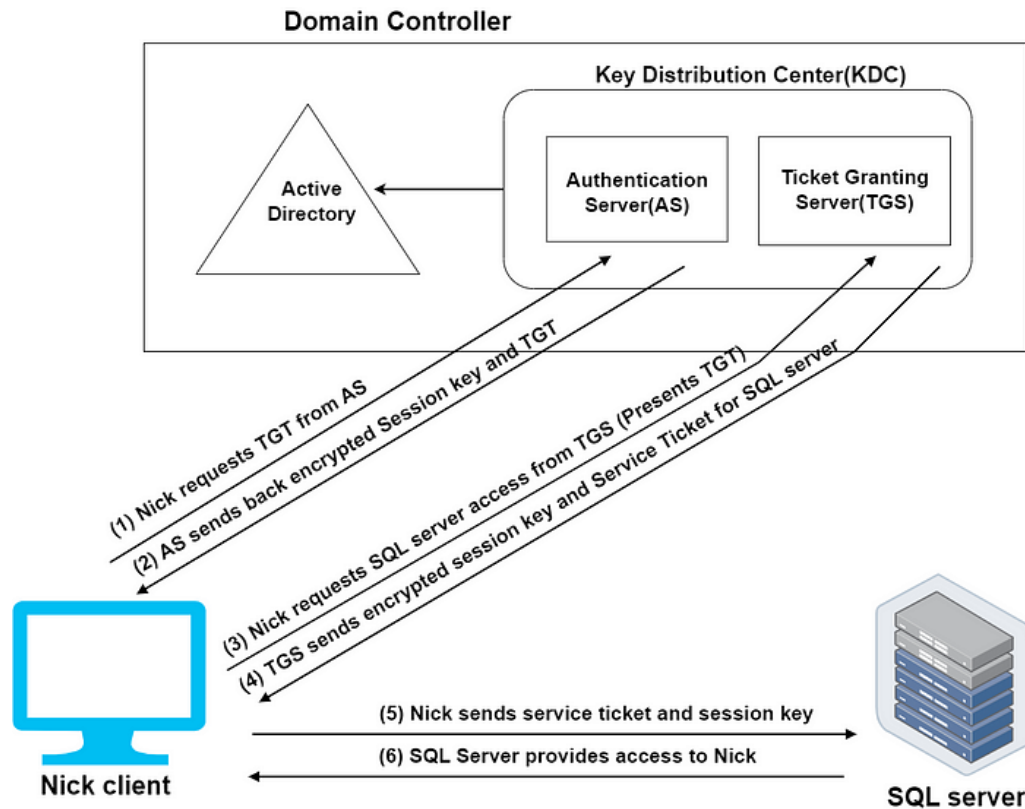 Domain Controller
Key Distribution Center(KDC)
Active
Directory
Authentication
Server(AS)
Ticket Granting
Server(TGS)
(1) Nick requests TGT from AS
(2) AS sends back encrypted Session key and TGT
(3) Nick requests SQL server access from TGS (Presents TGT)
(4) TGS sends encrypted session key and Service Ticket for SQL server
(5) Nick sends service ticket and session key
(6) SQL Server provides access to Nick
Nick client
SQL server